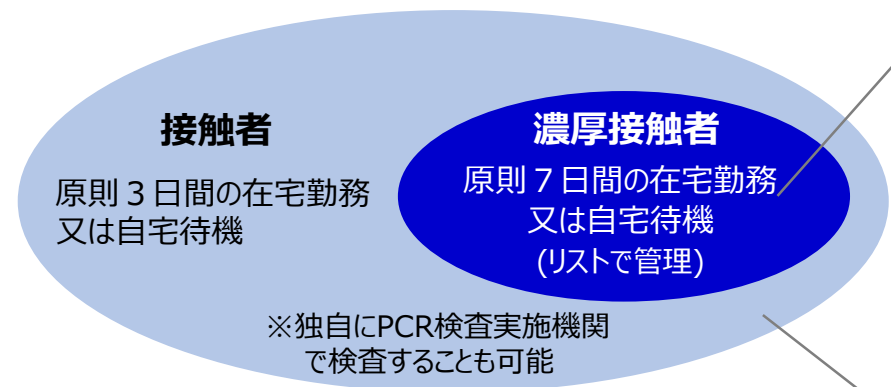 接触者
原則３日間の在宅勤務
又は自宅待機
濃厚接触者
原則７日間の在宅勤務
又は自宅待機
(リストで管理)
※独自にPCR検査実施機関
で検査することも可能